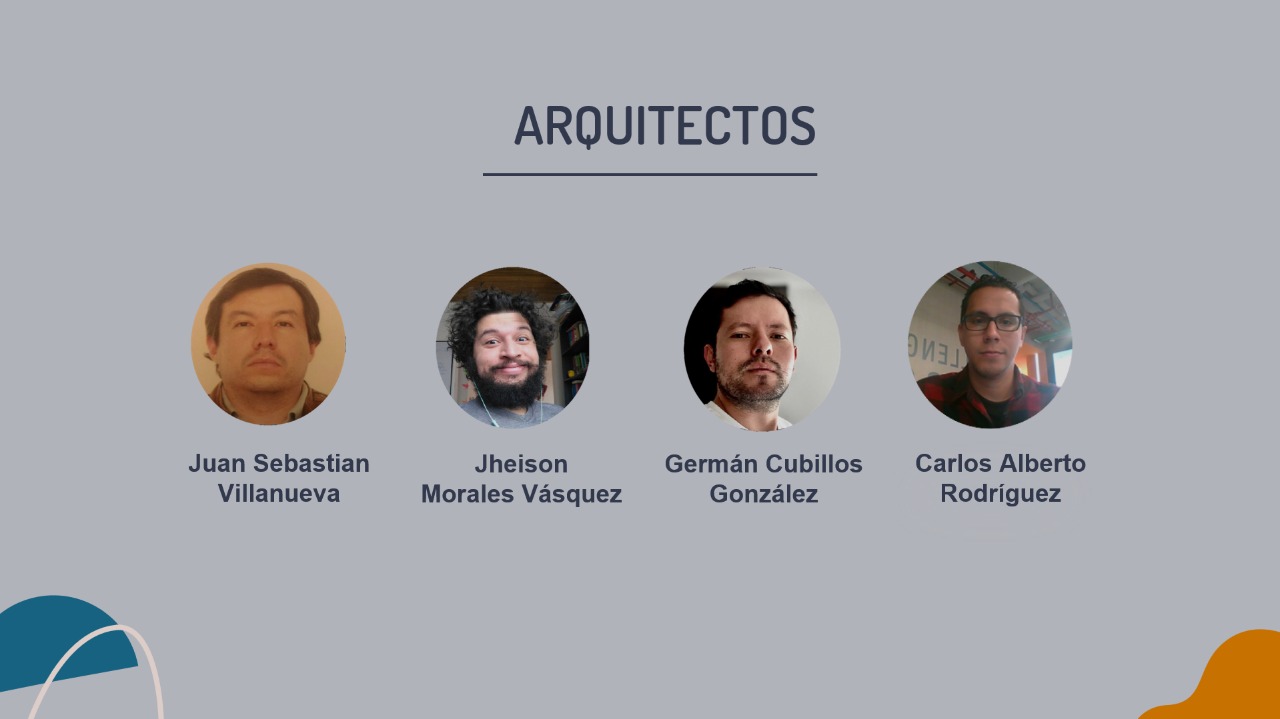 ARQUITECTOS
Juan Sebastian
Villanueva
Jheison
Morales Vásquez
Germán Cubillos
González
Carlos Alberto
Rodríguez